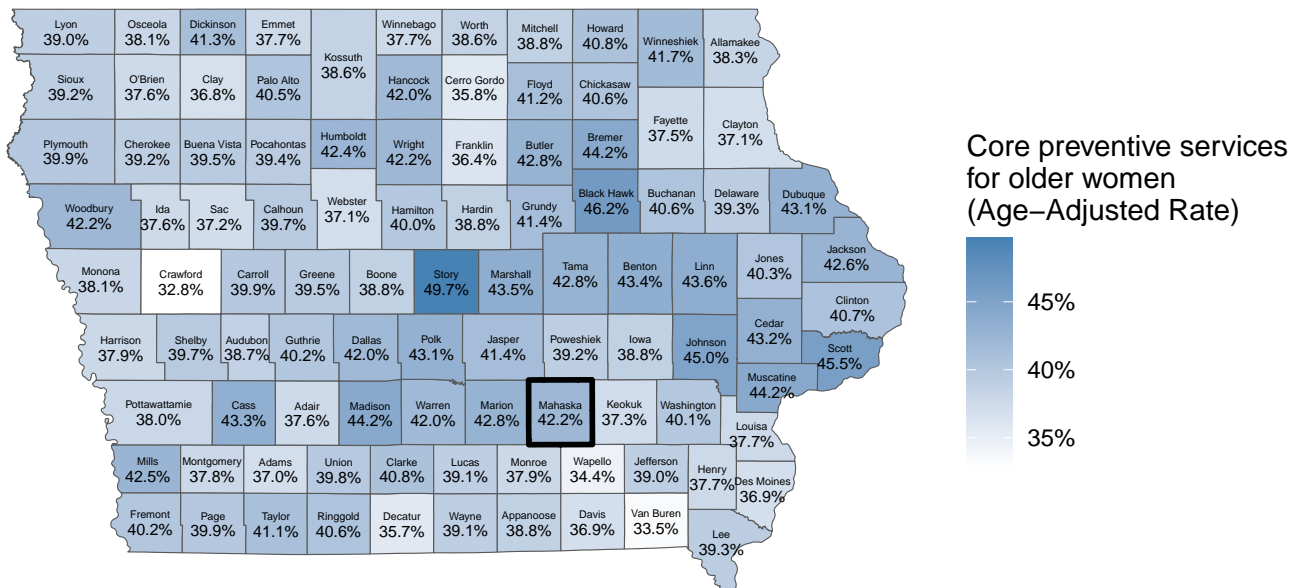 Lyon
39.0%
Osceola
38.1%
Dickinson
41.3%
Emmet
37.7%
Kossuth
38.6%
Winnebago
37.7%
Worth
38.6%
Mitchell
38.8%
Howard
40.8%
Winneshiek
41.7%
Allamakee
38.3%
Sioux
39.2%
O'Brien
37.6%
Clay
36.8%
Palo Alto
40.5%
Hancock
42.0%
Cerro Gordo
35.8%
Floyd
41.2%
Chickasaw
40.6%
Fayette
37.5%
Clayton
37.1%
Plymouth
39.9%
Cherokee
39.2%
Buena Vista
39.5%
Pocahontas
39.4%
Humboldt
42.4%
Wright
42.2%
Franklin
36.4%
Butler
42.8%
Bremer
44.2%
Woodbury
42.2%
Ida
37.6%
Sac
37.2%
Calhoun
39.7%
Webster
37.1%
Hamilton
40.0%
Hardin
38.8%
Grundy
41.4%
Black Hawk
46.2%
Buchanan
40.6%
Delaware
39.3%
Dubuque
43.1%
Monona
38.1%
Crawford
32.8%
Carroll
39.9%
Greene
39.5%
Boone
38.8%
Story
49.7%
Marshall
43.5%
Tama
42.8%
Benton
43.4%
Linn
43.6%
Jones
40.3%
Jackson
42.6%
Clinton
40.7%
Harrison
37.9%
Shelby
39.7%
Audubon
38.7%
Guthrie
40.2%
Dallas
42.0%
Polk
43.1%
Jasper
41.4%
Poweshiek
39.2%
Iowa
38.8%
Johnson
45.0%
Cedar
43.2%
Scott
45.5%
Muscatine
44.2%
Pottawattamie
38.0%
Cass
43.3%
Adair
37.6%
Madison
44.2%
Warren
42.0%
Marion
42.8%
Mahaska
42.2%
Keokuk
37.3%
Washington
40.1%
Louisa
37.7%
Mills
42.5%
Montgomery
37.8%
Adams
37.0%
Union
39.8%
Clarke
40.8%
Lucas
39.1%
Monroe
37.9%
Wapello
34.4%
Jefferson
39.0%
Henry
37.7%
Des Moines
36.9%
Fremont
40.2%
Page
39.9%
Taylor
41.1%
Ringgold
40.6%
Decatur
35.7%
Wayne
39.1%
Appanoose
38.8%
Davis
36.9%
Van Buren
33.5%
Lee
39.3%
Core preventive services
for older women
(Age−Adjusted Rate)
45%
40%
35%